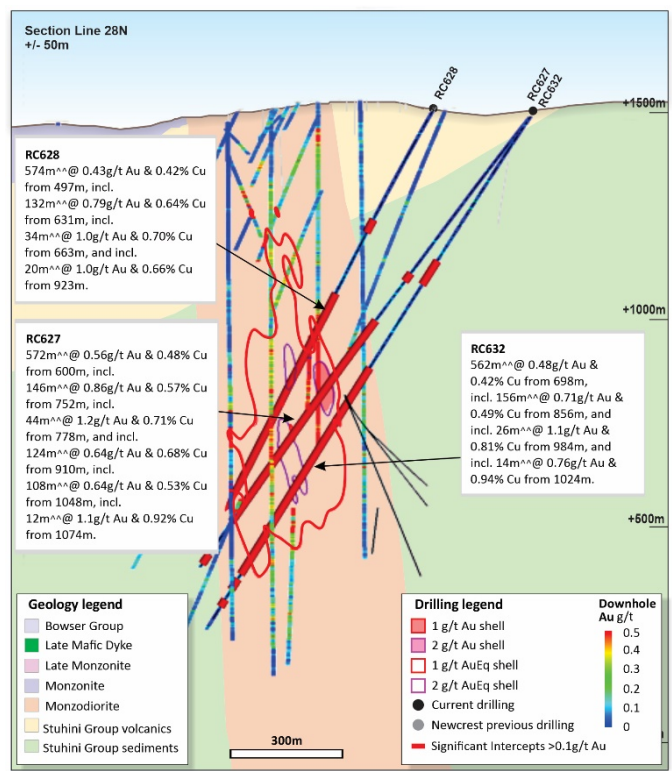 Section Line 28N
+/- 50m
RC628
RC627
RC632
+1500m
+1000m
+500m
RC628
574m^^@ 0.43g/t Au & 0.42% Cu
from 497m, incl.
132m^^@ 0.79g/t Au & 0.64% Cu
from 631m, incl.
34m^^@ 1.0g/t Au & 0.70% Cu
from 663m, and incl.
20m^^@ 1.0g/t Au & 0.66% Cu
from 923m.
RC627
572m^^@ 0.56g/t Au & 0.48% Cu
from 600m, incl.
146m^^@ 0.86g/t Au & 0.57% Cu
from 752m, incl.
44m^^@ 1.2g/t Au & 0.71% Cu
from 778m, and incl.
124m^^@ 0.64g/t Au & 0.68% Cu
from 910m, incl.
108m^^@ 0.64g/t Au & 0.53% Cu
from 1048m, incl.
12m^^@ 1.1g/t Au & 0.92% Cu
from 1074m.
RC632
562m^^@ 0.48g/t Au &
0.42% Cu from 698m,
incl. 156m^^@ 0.71g/t Au &
0.49% Cu from 856m, and
incl. 26m^^@ 1.1g/t Au &
0.81% Cu from 984m, and
incl. 14m^^@ 0.76g/t Au &
0.94% Cu from 1024m.
Geology legend
Bowser Group
Late Mafic Dyke
Late Monzonite
Monzonite
Monzodiorite
Stuhini Group volcanics
Stuhini Group sediments
300m
Drilling legend
1 g/t Au shell
2 g/t Au shell
1 g/t AuEq shell
2 g/t AuEq shell
Current drilling
Newcrest previous drilling
Significant Intercepts >0.1g/t Au
Downhole
Au g/t
0.5
0.4
0.3
0.2
0.1
0